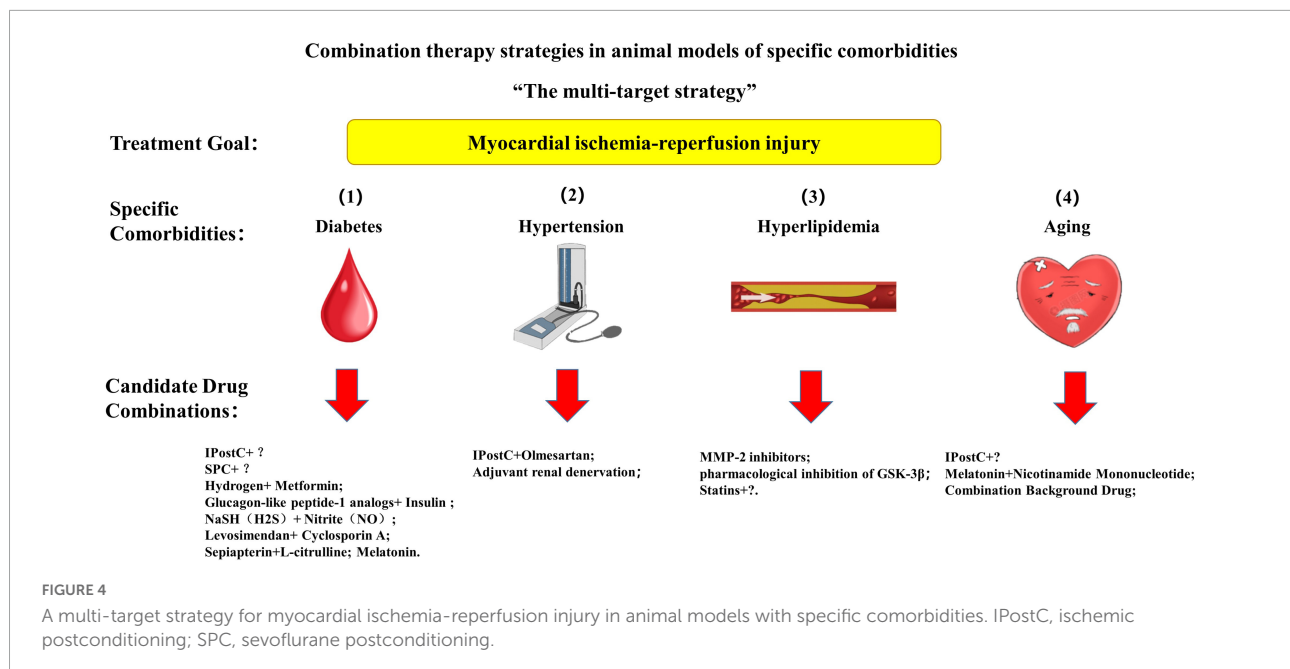 Combination therapy strategies in animal models of specific comorbidities
“The multi-target strategy”
Treatment Goal：
Myocardial ischemia-reperfusion injury
Specific
Comorbidities：
(1)
Diabetes
(2)
Hypertension
(3)
Hyperlipidemia
(4)
Aging
Candidate Drug
Combinations：
IPostC+ ？
SPC+ ？
Hydrogen+ Metformin;
Glucagon-like peptide-1 analogs+ Insulin ;
NaSH（H2S）+ Nitrite（NO）;
Levosimendan+ Cyclosporin A;
Sepiapterin+L-citrulline; Melatonin.
IPostC+Olmesartan;
Adjuvant renal denervation；
MMP-2 inhibitors;
pharmacological inhibition of GSK-3β；
Statins+?.
IPostC+?
Melatonin+Nicotinamide Mononucleotide;
Combination Background Drug;
FIGURE 4
A multi-target strategy for myocardial ischemia-reperfusion injury in animal models with specific comorbidities. IPostC, ischemic
postconditioning; SPC, sevoflurane postconditioning.